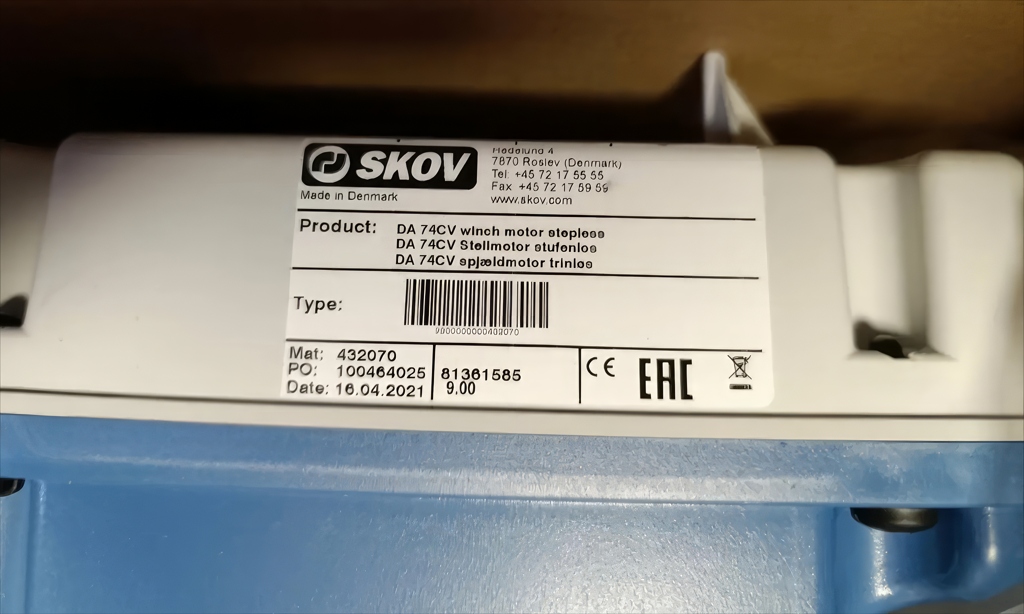 SKOV
Made in Denmark
Hedelund 4
7870 Roslev (Denmark)
Tel +45 72 17 55 55
Fax +45 72 17 59 59
www.skov.com
Product:
DA 74CV winch motor stepless
DA 74CV Stellmotor stufenlos
DA 74CV spjældmotor trinløs
Type:
Mat: 432070
PO: 100464025
Date: 16.04.2021
81361585
9.00
CE
EAC